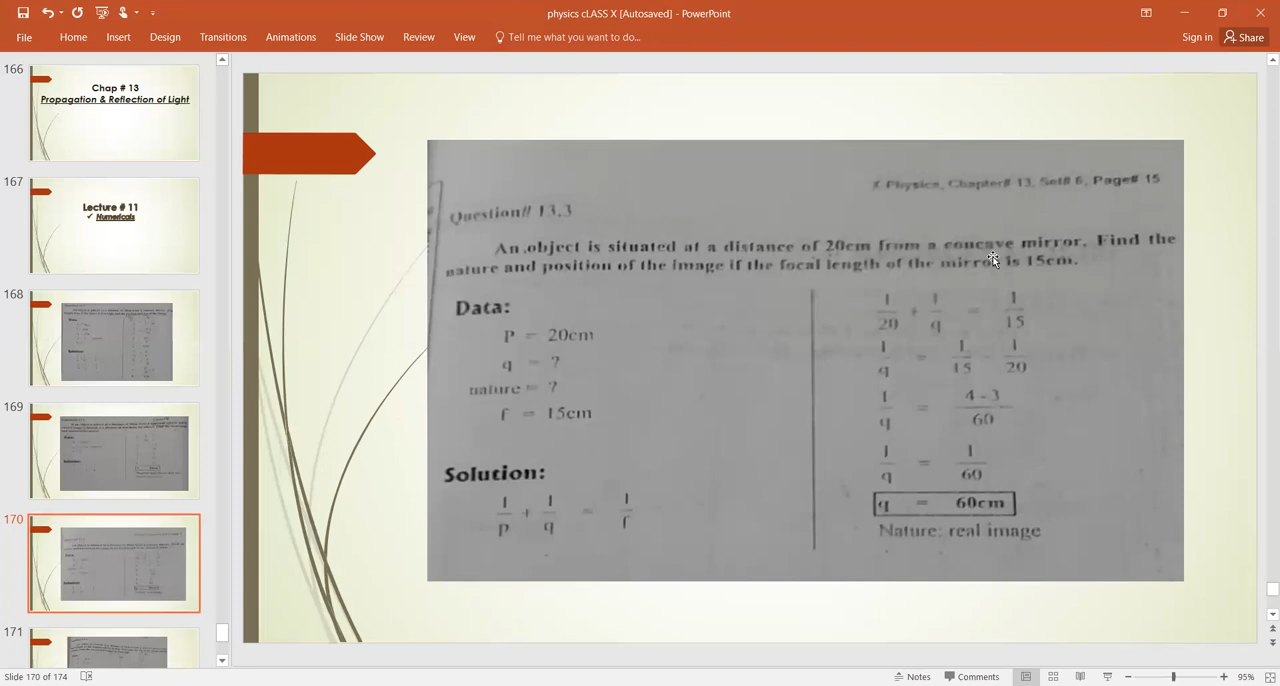 physics cLASS X [Autosaved] - PowerPoint
File Home Insert Design Transitions Animations Slide Show Review View Tell me what you want to do... Sign in Share
166
Chap # 13
Propagation & Reflection of Light
167
Lecture # 11
✓ Numericals
168
169
170
171
X Physics, Chapter# 13, Set# 6, Page# 15
Question// 13.3
An object is situated at a distance of 20cm from a concave mirror. Find the
nature and position of the image if the focal length of the mirror is 15cm.
Data:
P = 20cm
q = ?
nature = ?
f = 15cm
Solution:
1/p + 1/q = 1/f
1/20 + 1/q = 1/15
1/q = 1/15 - 1/20
1/q = 4 - 3/60
1/q = 1/60
q = 60cm
Nature: real image
Slide 170 of 174 Notes Comments 95%